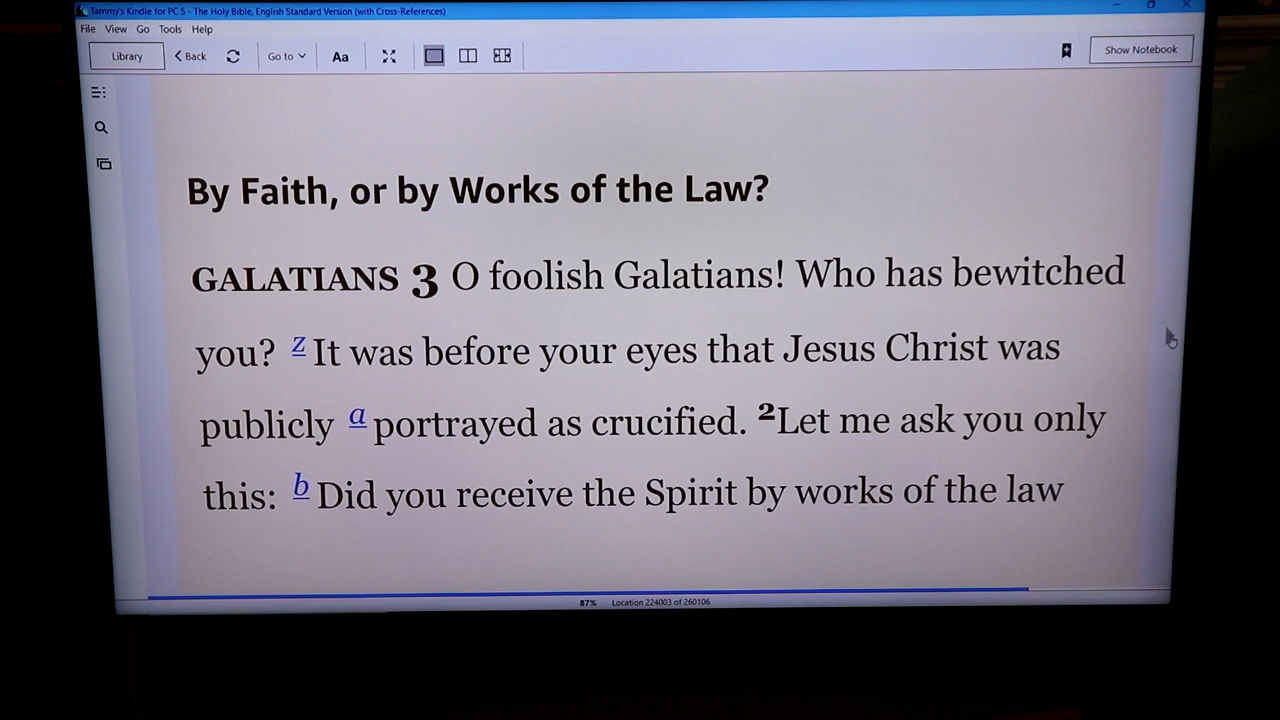 Tammy's Kindle for PC 5 - The Holy Bible, English Standard Version (with Cross-References)
File View Go Tools Help
Library Back Go to Aa Show Notebook
By Faith, or by Works of the Law?
GALATIANS 3 O foolish Galatians! Who has bewitched
you? z It was before your eyes that Jesus Christ was
publicly a portrayed as crucified. 2Let me ask you only
this: b Did you receive the Spirit by works of the law
87% Location 224003 of 260106